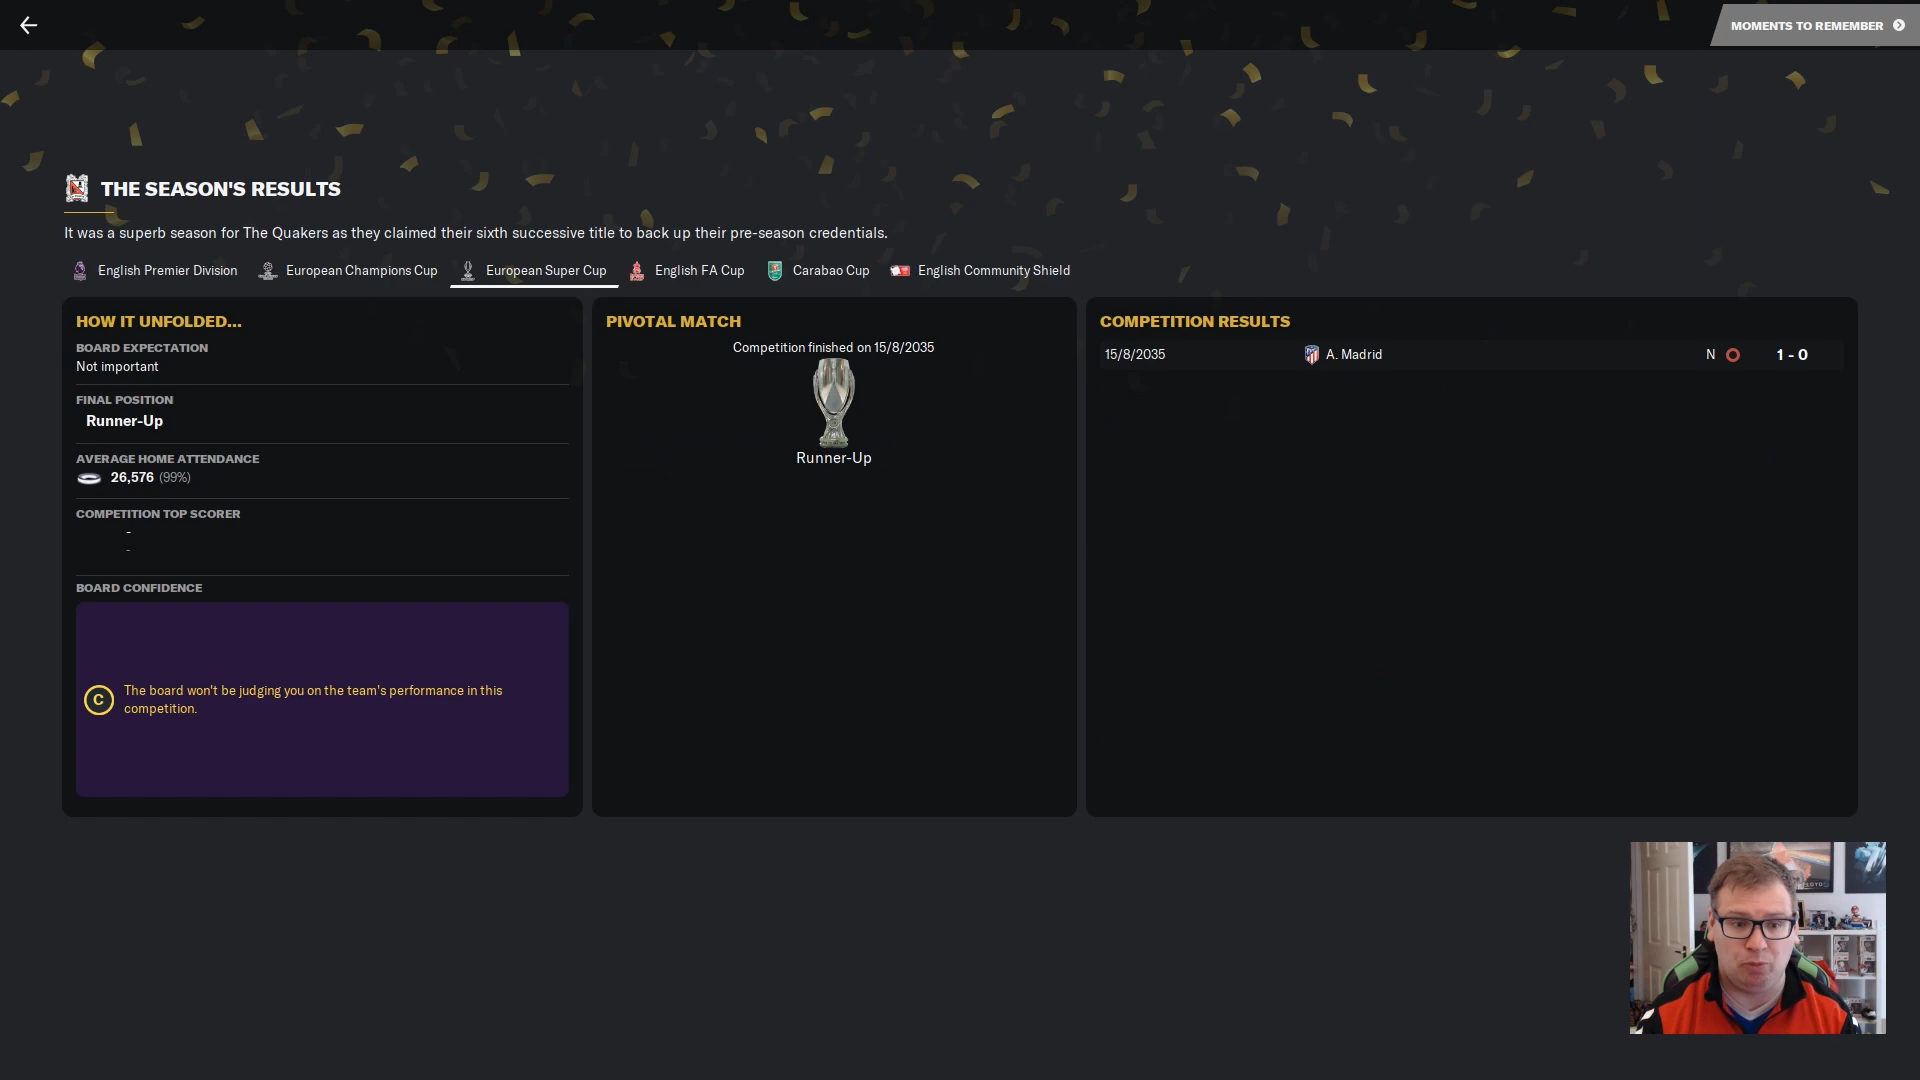 MOMENTS TO REMEMBER
THE SEASON'S RESULTS
It was a superb season for The Quakers as they claimed their sixth successive title to back up their pre-season credentials.
English Premier Division
European Champions Cup
European Super Cup
English FA Cup
Carabao Cup
English Community Shield
HOW IT UNFOLDED...
BOARD EXPECTATION
Not important
FINAL POSITION
Runner-Up
AVERAGE HOME ATTENDANCE
26,576 (99%)
COMPETITION TOP SCORER
-
-
BOARD CONFIDENCE
C
The board won't be judging you on the team's performance in this
competition.
PIVOTAL MATCH
Competition finished on 15/8/2035
Runner-Up
COMPETITION RESULTS
15/8/2035 A. Madrid N 1 - 0